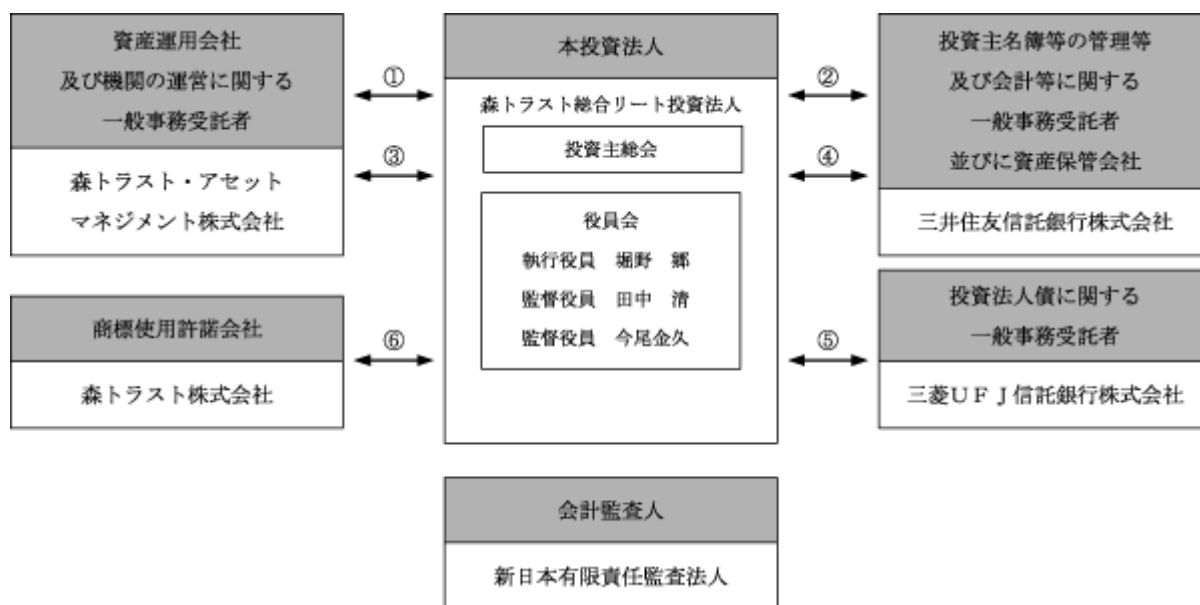 資産運用会社
及び機関の運営に関する
一般事務受託者
森トラスト・アセット
マネジメント株式会社
①
③
商標使用許諾会社
森トラスト株式会社
⑥
本投資法人
森トラスト総合リート投資法人
投資主総会
役員会
執行役員　堀野　郷
監督役員　田中　清
監督役員　今尾金久
②
④
投資主名簿等の管理等
及び会計等に関する
一般事務受託者
並びに資産保管会社
三井住友信託銀行株式会社
⑤
投資法人債に関する
一般事務受託者
三菱ＵＦＪ信託銀行株式会社
会計監査人
新日本有限責任監査法人